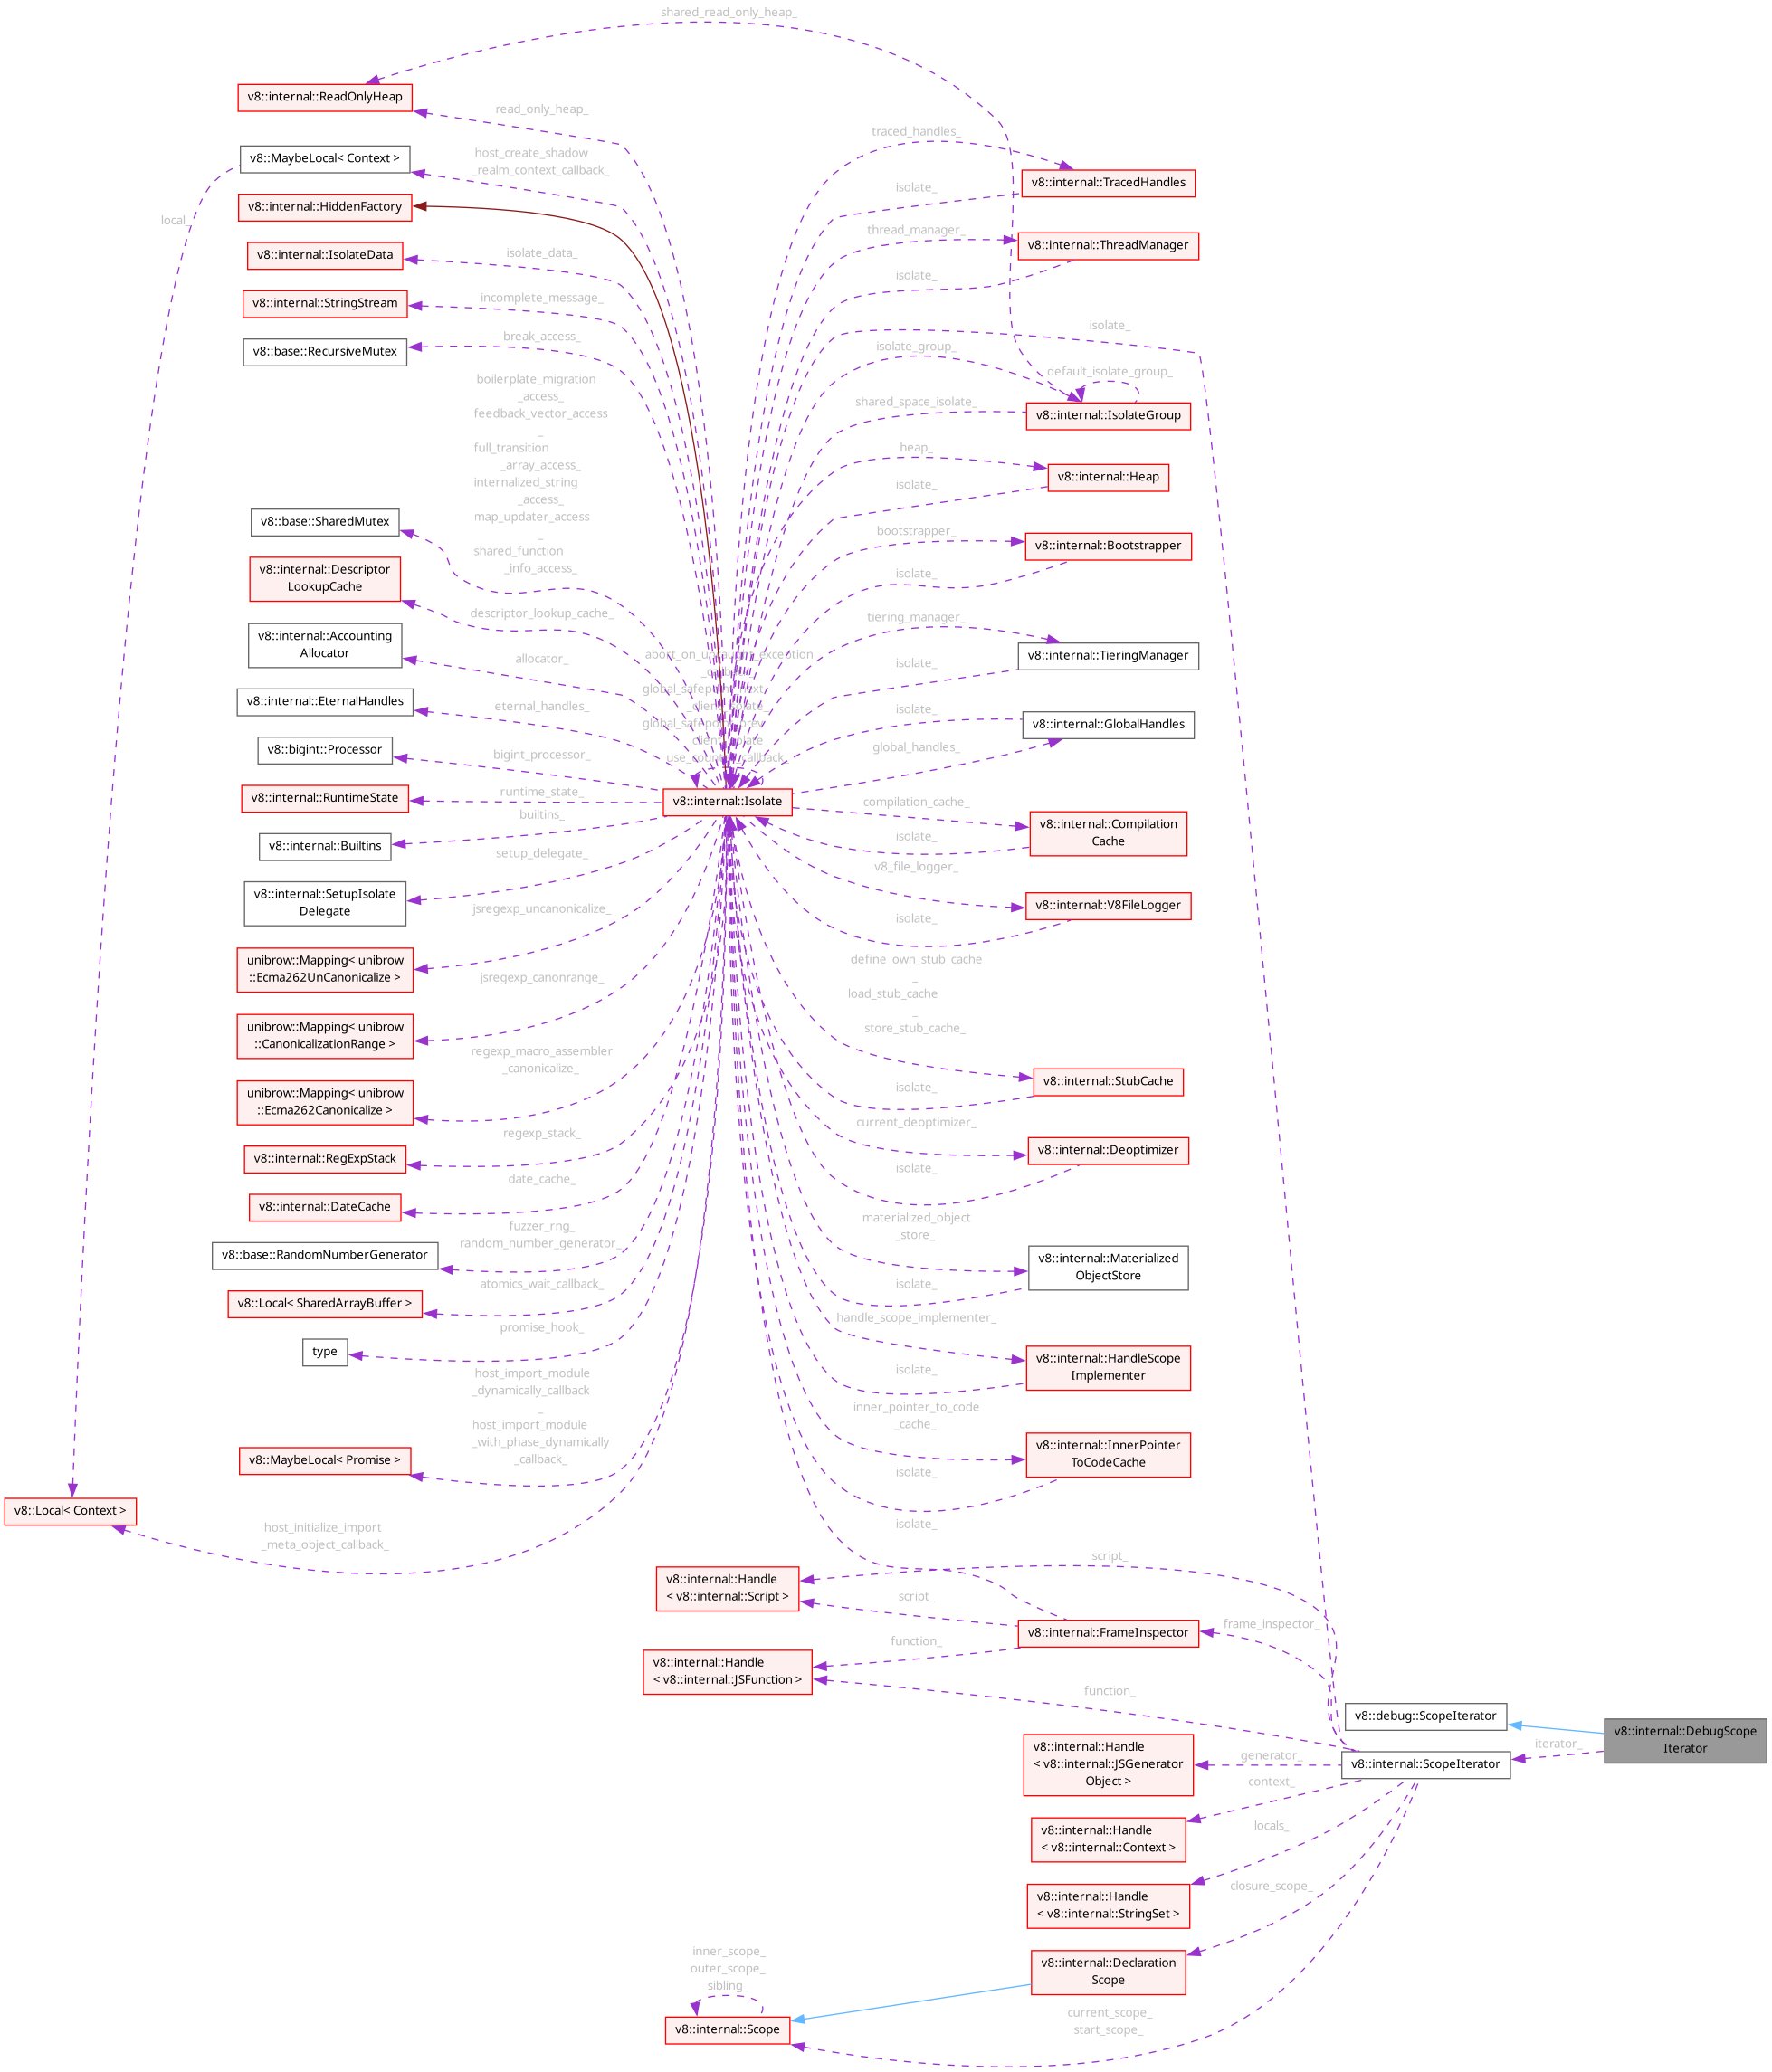 shared_read_only_heap_
v8::internal::ReadOnlyHeap
read_only_heap_
traced_handles_
host_create_shadow
_realm_context_callback_
v8::MaybeLocal< Context >
v8::internal::TracedHandles
isolate_
v8::internal::HiddenFactory
local_
thread_manager_
v8::internal::ThreadManager
v8::internal::IsolateData
isolate_data_
isolate_
v8::internal::StringStream
incomplete_message_
isolate_
v8::base::RecursiveMutex
break_access_
isolate_group_
default_isolate_group_
boilerplate_migration
_access_
feedback_vector_access
_
full_transition
_array_access_
internalized_string
_access_
map_updater_access
_
shared_function
_info_access_
shared_space_isolate_
v8::internal::IsolateGroup
heap_
v8::internal::Heap
isolate_
v8::base::SharedMutex
bootstrapper_
v8::internal::Bootstrapper
v8::internal::Descriptor
LookupCache
isolate_
descriptor_lookup_cache_
tiering_manager_
v8::internal::Accounting
Allocator
allocator_
abort_on_uncaught_exception
_callback_
global_safepoint_next
_client_isolate_
global_safepoint_prev
_client_isolate_
use_counter_callback_
v8::internal::TieringManager
isolate_
v8::internal::EternalHandles
eternal_handles_
isolate_
v8::internal::GlobalHandles
v8::bigint::Processor
bigint_processor_
global_handles_
v8::internal::RuntimeState
runtime_state_
v8::internal::Isolate
compilation_cache_
v8::internal::Compilation
Cache
builtins_
v8::internal::Builtins
isolate_
setup_delegate_
v8_file_logger_
v8::internal::SetupIsolate
Delegate
v8::internal::V8FileLogger
jsregexp_uncanonicalize_
isolate_
unibrow::Mapping< unibrow
::Ecma262UnCanonicalize >
define_own_stub_cache
_
load_stub_cache
_
store_stub_cache_
jsregexp_canonrange_
unibrow::Mapping< unibrow
::CanonicalizationRange >
regexp_macro_assembler
_canonicalize_
v8::internal::StubCache
isolate_
unibrow::Mapping< unibrow
::Ecma262Canonicalize >
current_deoptimizer_
regexp_stack_
v8::internal::Deoptimizer
v8::internal::RegExpStack
isolate_
date_cache_
v8::internal::DateCache
materialized_object
_store_
fuzzer_rng_
random_number_generator_
v8::base::RandomNumberGenerator
v8::internal::Materialized
ObjectStore
atomics_wait_callback_
isolate_
v8::Local< SharedArrayBuffer >
handle_scope_implementer_
promise_hook_
type
v8::internal::HandleScope
Implementer
isolate_
host_import_module
_dynamically_callback
_
host_import_module
_with_phase_dynamically
_callback_
inner_pointer_to_code
_cache_
v8::MaybeLocal< Promise >
v8::internal::InnerPointer
ToCodeCache
isolate_
v8::Local< Context >
host_initialize_import
_meta_object_callback_
isolate_
script_
v8::internal::Handle
< v8::internal::Script >
script_
v8::internal::FrameInspector
frame_inspector_
function_
v8::internal::Handle
< v8::internal::JSFunction >
function_
v8::debug::ScopeIterator
v8::internal::DebugScope
Iterator
iterator_
v8::internal::Handle
< v8::internal::JSGenerator
Object >
generator_
v8::internal::ScopeIterator
context_
v8::internal::Handle
< v8::internal::Context >
locals_
v8::internal::Handle
< v8::internal::StringSet >
closure_scope_
v8::internal::Declaration
Scope
inner_scope_
outer_scope_
sibling_
v8::internal::Scope
current_scope_
start_scope_
isolate_